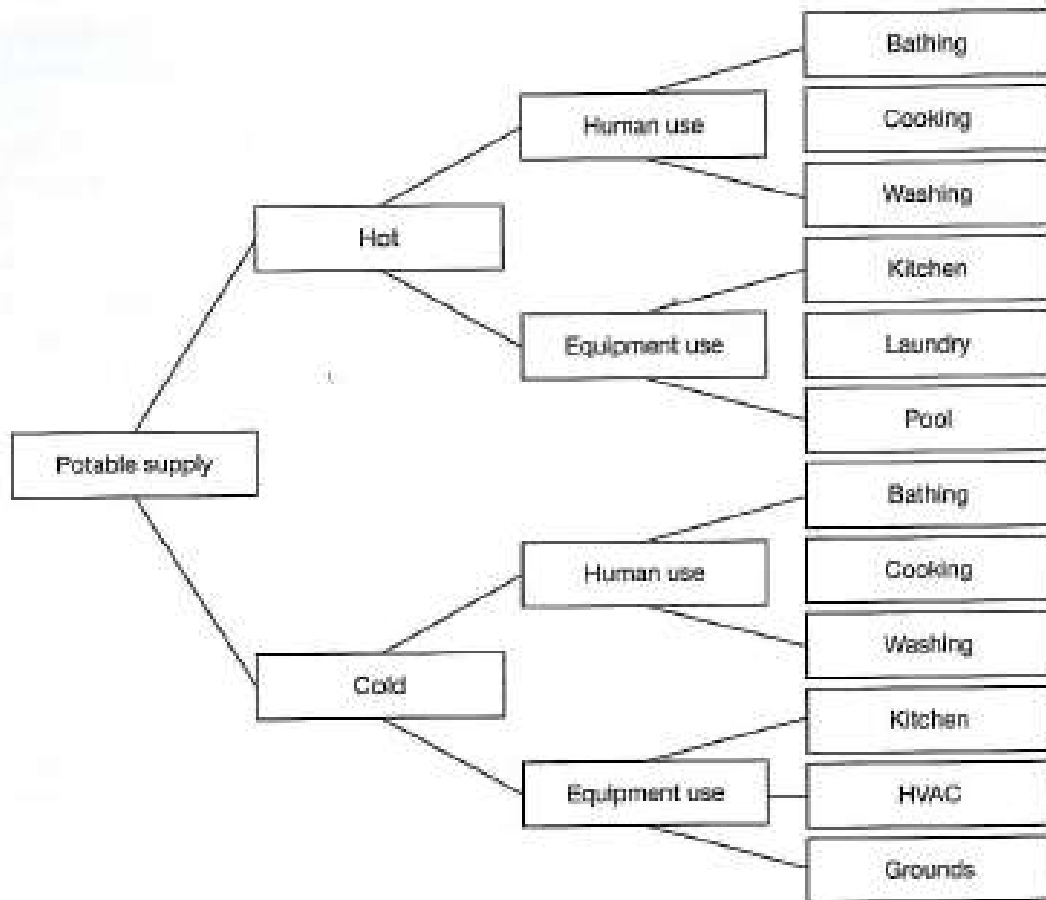 Bathing
Human use
Cooking
Washing
Hot
Kitchen
Equipment use
Laundry
Pool
Potable supply
Bathing
Human use
Cooking
Washing
Cold
Kitchen
Equipment use
HVAC
Grounds